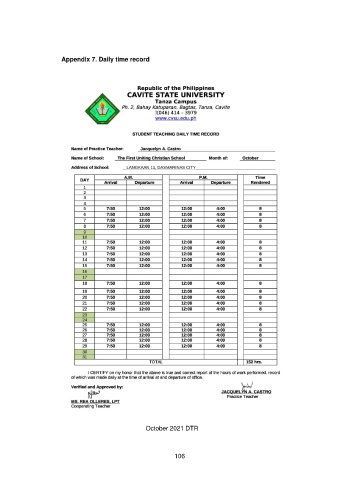 Appendix 7. Daily time record
Republic of the Philippines
CAVITE STATE UNIVERSITY
Tanza Campus
Ph. 2, Bahay Katuparan, Bagtas, Tanza, Cavite
(046) 414 - 3979
www.cvsu.edu.ph
STUDENT TEACHING DAILY TIME RECORD
Name of Practice Teacher: Jacquelyn A. Castro
Name of School: The First Uniting Christian School Month of: October
Address of School: LANGKAAN 11, DASMARINAS CITY
DAY A.M. P.M. Time Rendered
Arrival Departure Arrival Departure
1
2
3
4
5 7:50 12:00 12:00 4:00 8
6 7:50 12:00 12:00 4:00 8
7 7:50 12:00 12:00 4:00 8
8 7:50 12:00 12:00 4:00 8
9
10
11 7:50 12:00 12:00 4:00 8
12 7:50 12:00 12:00 4:00 8
13 7:50 12:00 12:00 4:00 8
14 7:50 12:00 12:00 4:00 8
15 7:50 12:00 12:00 4:00 8
16
17
18 7:50 12:00 12:00 4:00 8
19 7:50 12:00 12:00 4:00 8
20 7:50 12:00 12:00 4:00 8
21 7:50 12:00 12:00 4:00 8
22 7:50 12:00 12:00 4:00 8
23
24
25 7:50 12:00 12:00 4:00 8
26 7:50 12:00 12:00 4:00 8
27 7:50 12:00 12:00 4:00 8
28 7:50 12:00 12:00 4:00 8
29 7:50 12:00 12:00 4:00 8
30
31
TOTAL 152 hrs.
I CERTIFY on my honor that the above is true and correct report of the hours of work performed, record
of which was made daily at the time of arrival at and departure of office.
Verified and Approved by:
JACQUELYN A. CASTRO
Practice Teacher
MS. REA OLLERES, LPT
Cooperating Teacher
October 2021 DTR
106